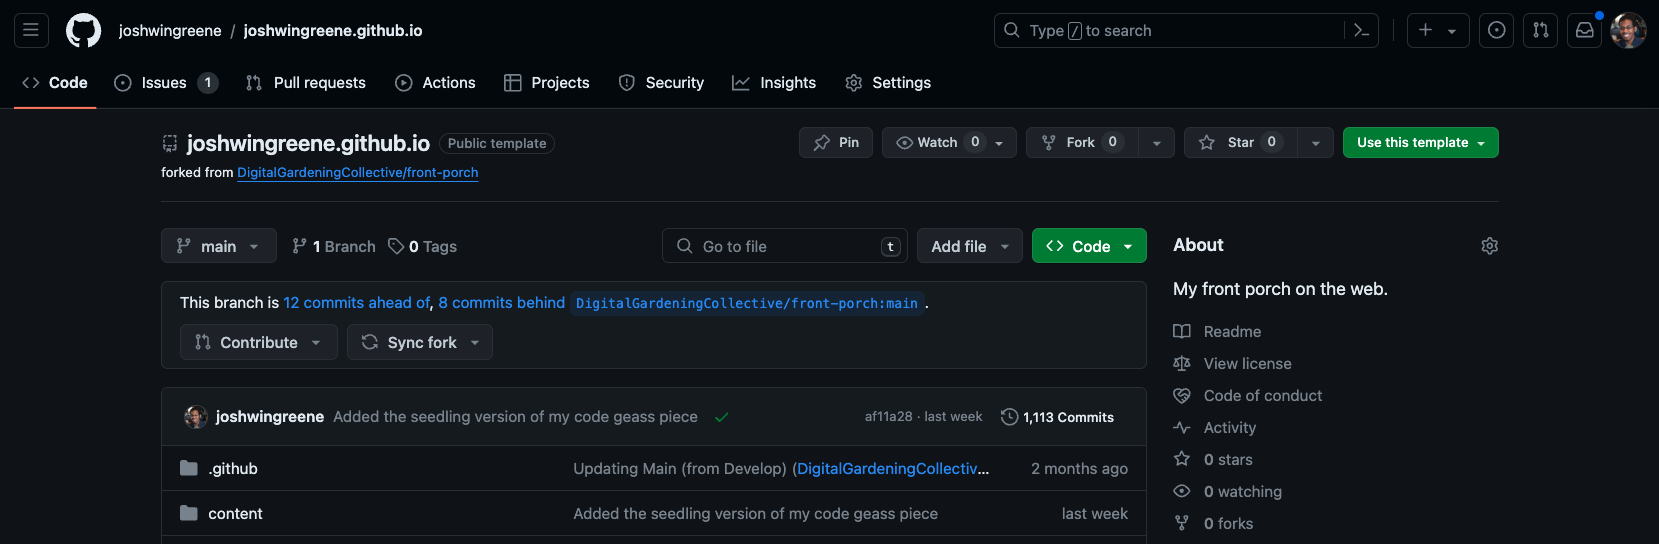 joshwingreene / joshwingreene.github.io
Type / to search
Code Issues 1 Pull requests Actions Projects Security Insights Settings
joshwingreene.github.io Public template
Pin Watch 0 Fork 0 Star 0 Use this template
forked from DigitalGardeningCollective/front-porch
main 1 Branch 0 Tags
Go to file t Add file Code
This branch is 12 commits ahead of, 8 commits behind DigitalGardeningCollective/front-porch:main.
Contribute Sync fork
joshwingreene Added the seedling version of my code geass piece af11a28 · last week 1,113 Commits
.github Updating Main (from Develop) (DigitalGardeningCollectiv... 2 months ago
content Added the seedling version of my code geass piece last week
About
My front porch on the web.
Readme
View license
Code of conduct
Activity
0 stars
0 watching
0 forks